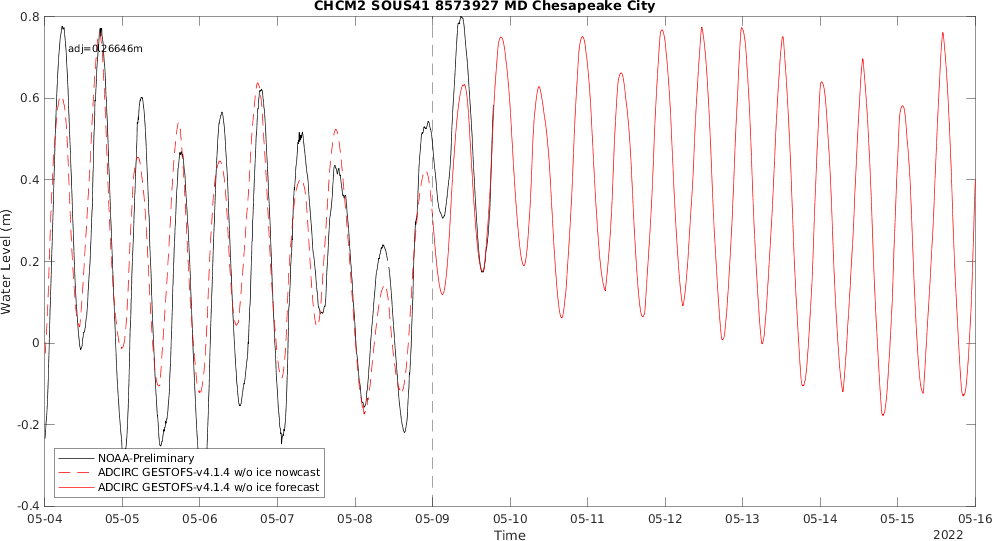 CHCM2 SOUS41 8573927 MD Chesapeake City
0.8
adj=0.26646m
0.6
0.4
0.2
0
-0.2
-0.4
Water Level (m)
NOAA-Preliminary
ADCIRC GESTOFS-v4.1.4 w/o ice nowcast
ADCIRC GESTOFS-v4.1.4 w/o ice forecast
05-04 05-05 05-06 05-07 05-08 05-09 05-10 05-11 05-12 05-13 05-14 05-15 05-16
Time
2022